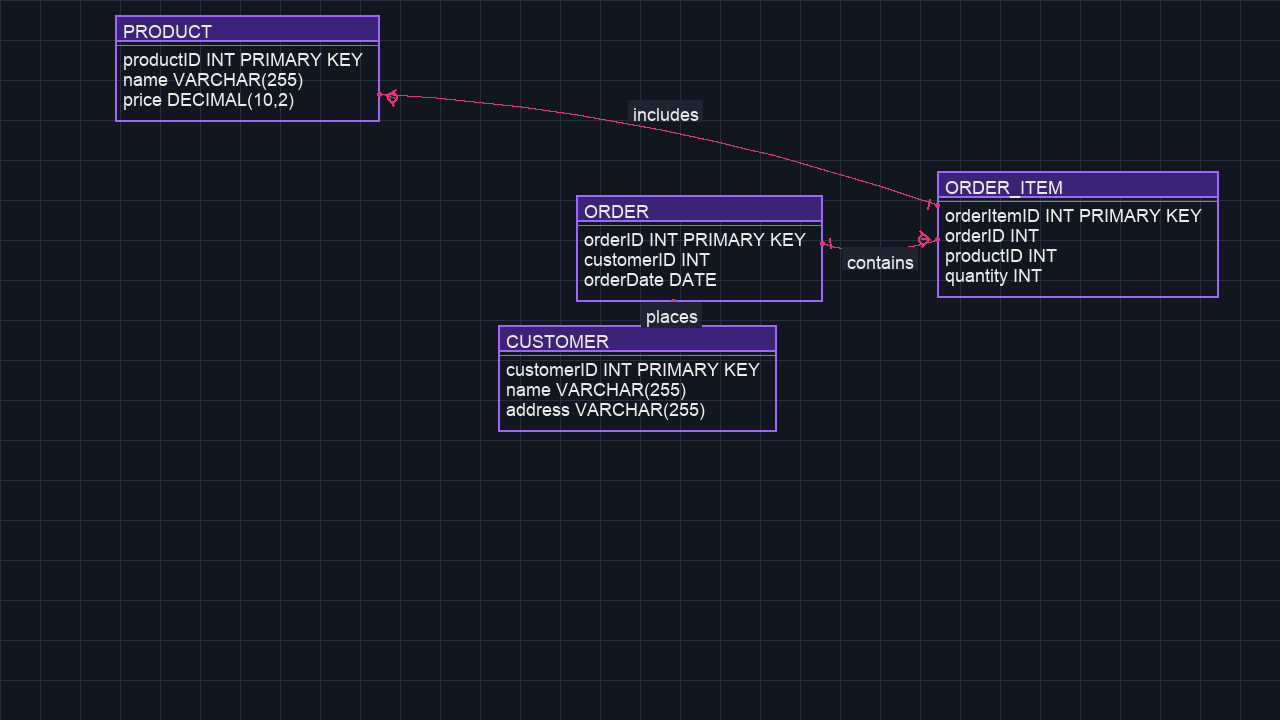 PRODUCT
productID INT PRIMARY KEY
name VARCHAR(255)
price DECIMAL(10,2)
includes
ORDER_ITEM
orderItemID INT PRIMARY KEY
orderID INT
productID INT
quantity INT
ORDER
orderID INT PRIMARY KEY
customerID INT
orderDate DATE
contains
places
CUSTOMER
customerID INT PRIMARY KEY
name VARCHAR(255)
address VARCHAR(255)